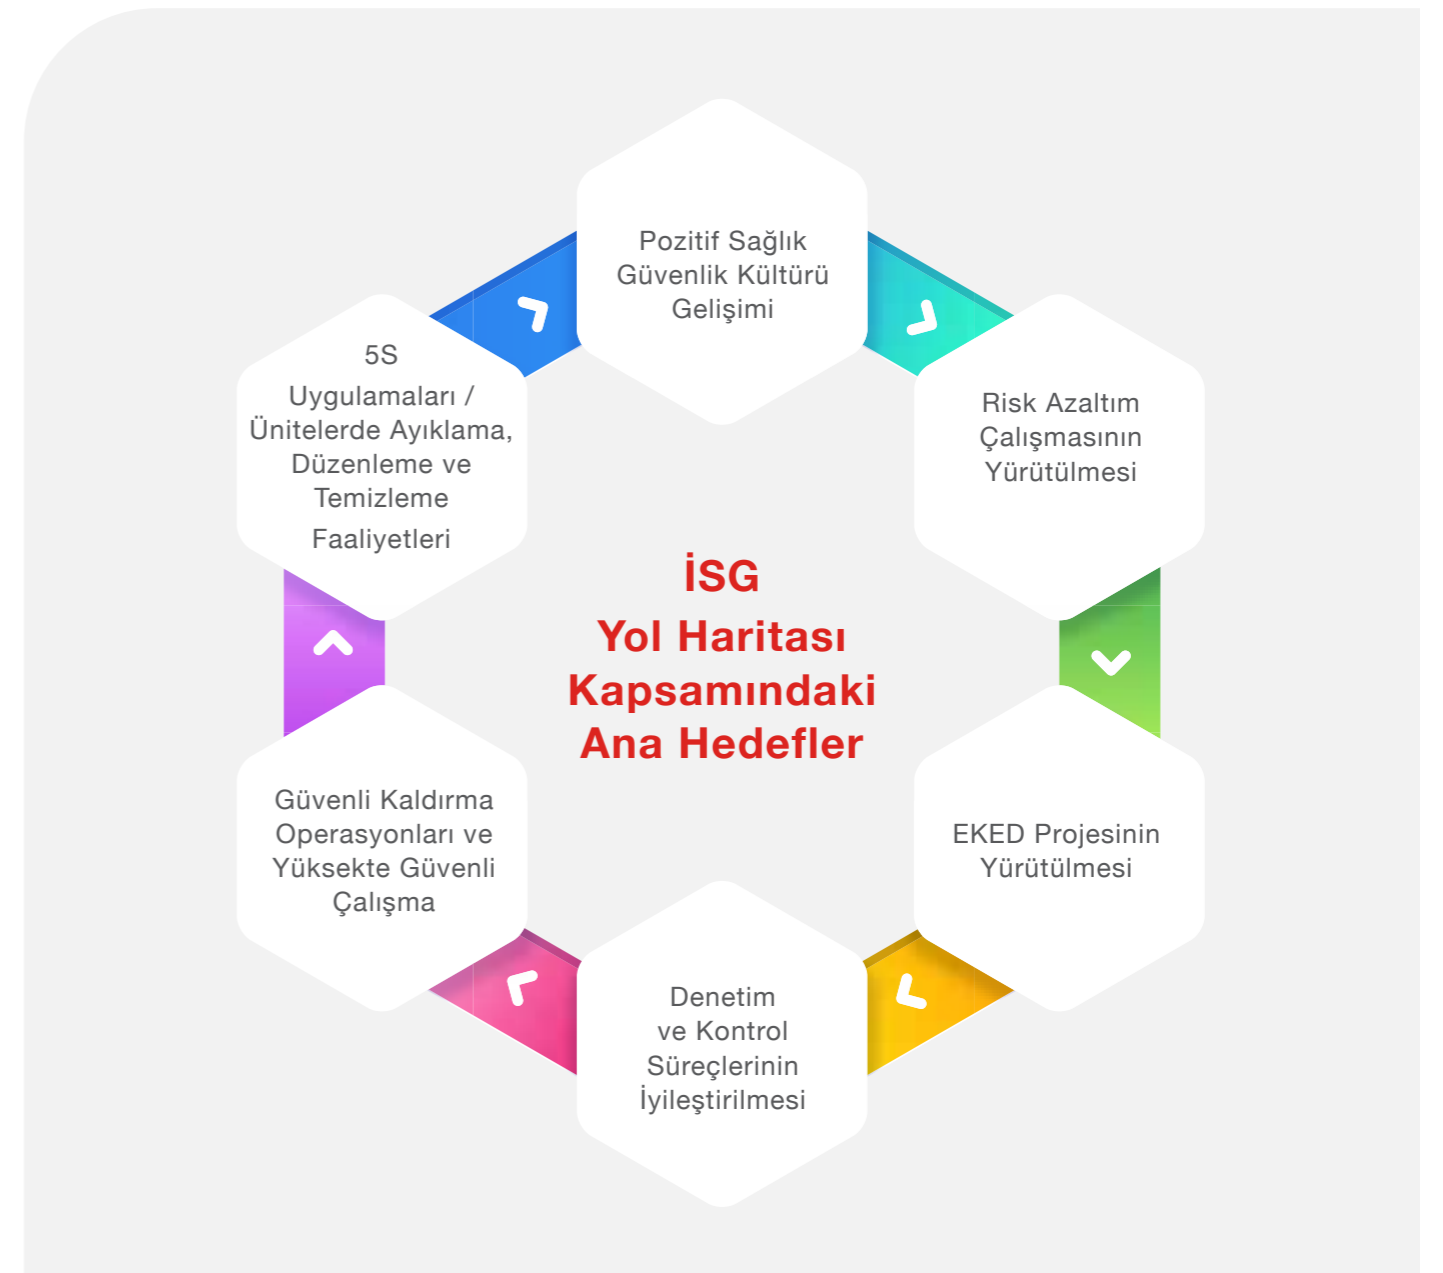 Pozitif Sağlık
Güvenlik Kültürü
Gelişimi
Risk Azaltım
Çalışmasının
Yürütülmesi
EKED Projesinin
Yürütülmesi
Denetim
ve Kontrol
Süreçlerinin
İyileştirilmesi
Güvenli Kaldırma
Operasyonları ve
Yüksekte Güvenli
Çalışma
5S
Uygulamaları /
Ünitelerde Ayıklama,
Düzenleme ve
Temizleme
Faaliyetleri
İSG
Yol Haritası
Kapsamındaki
Ana Hedefler